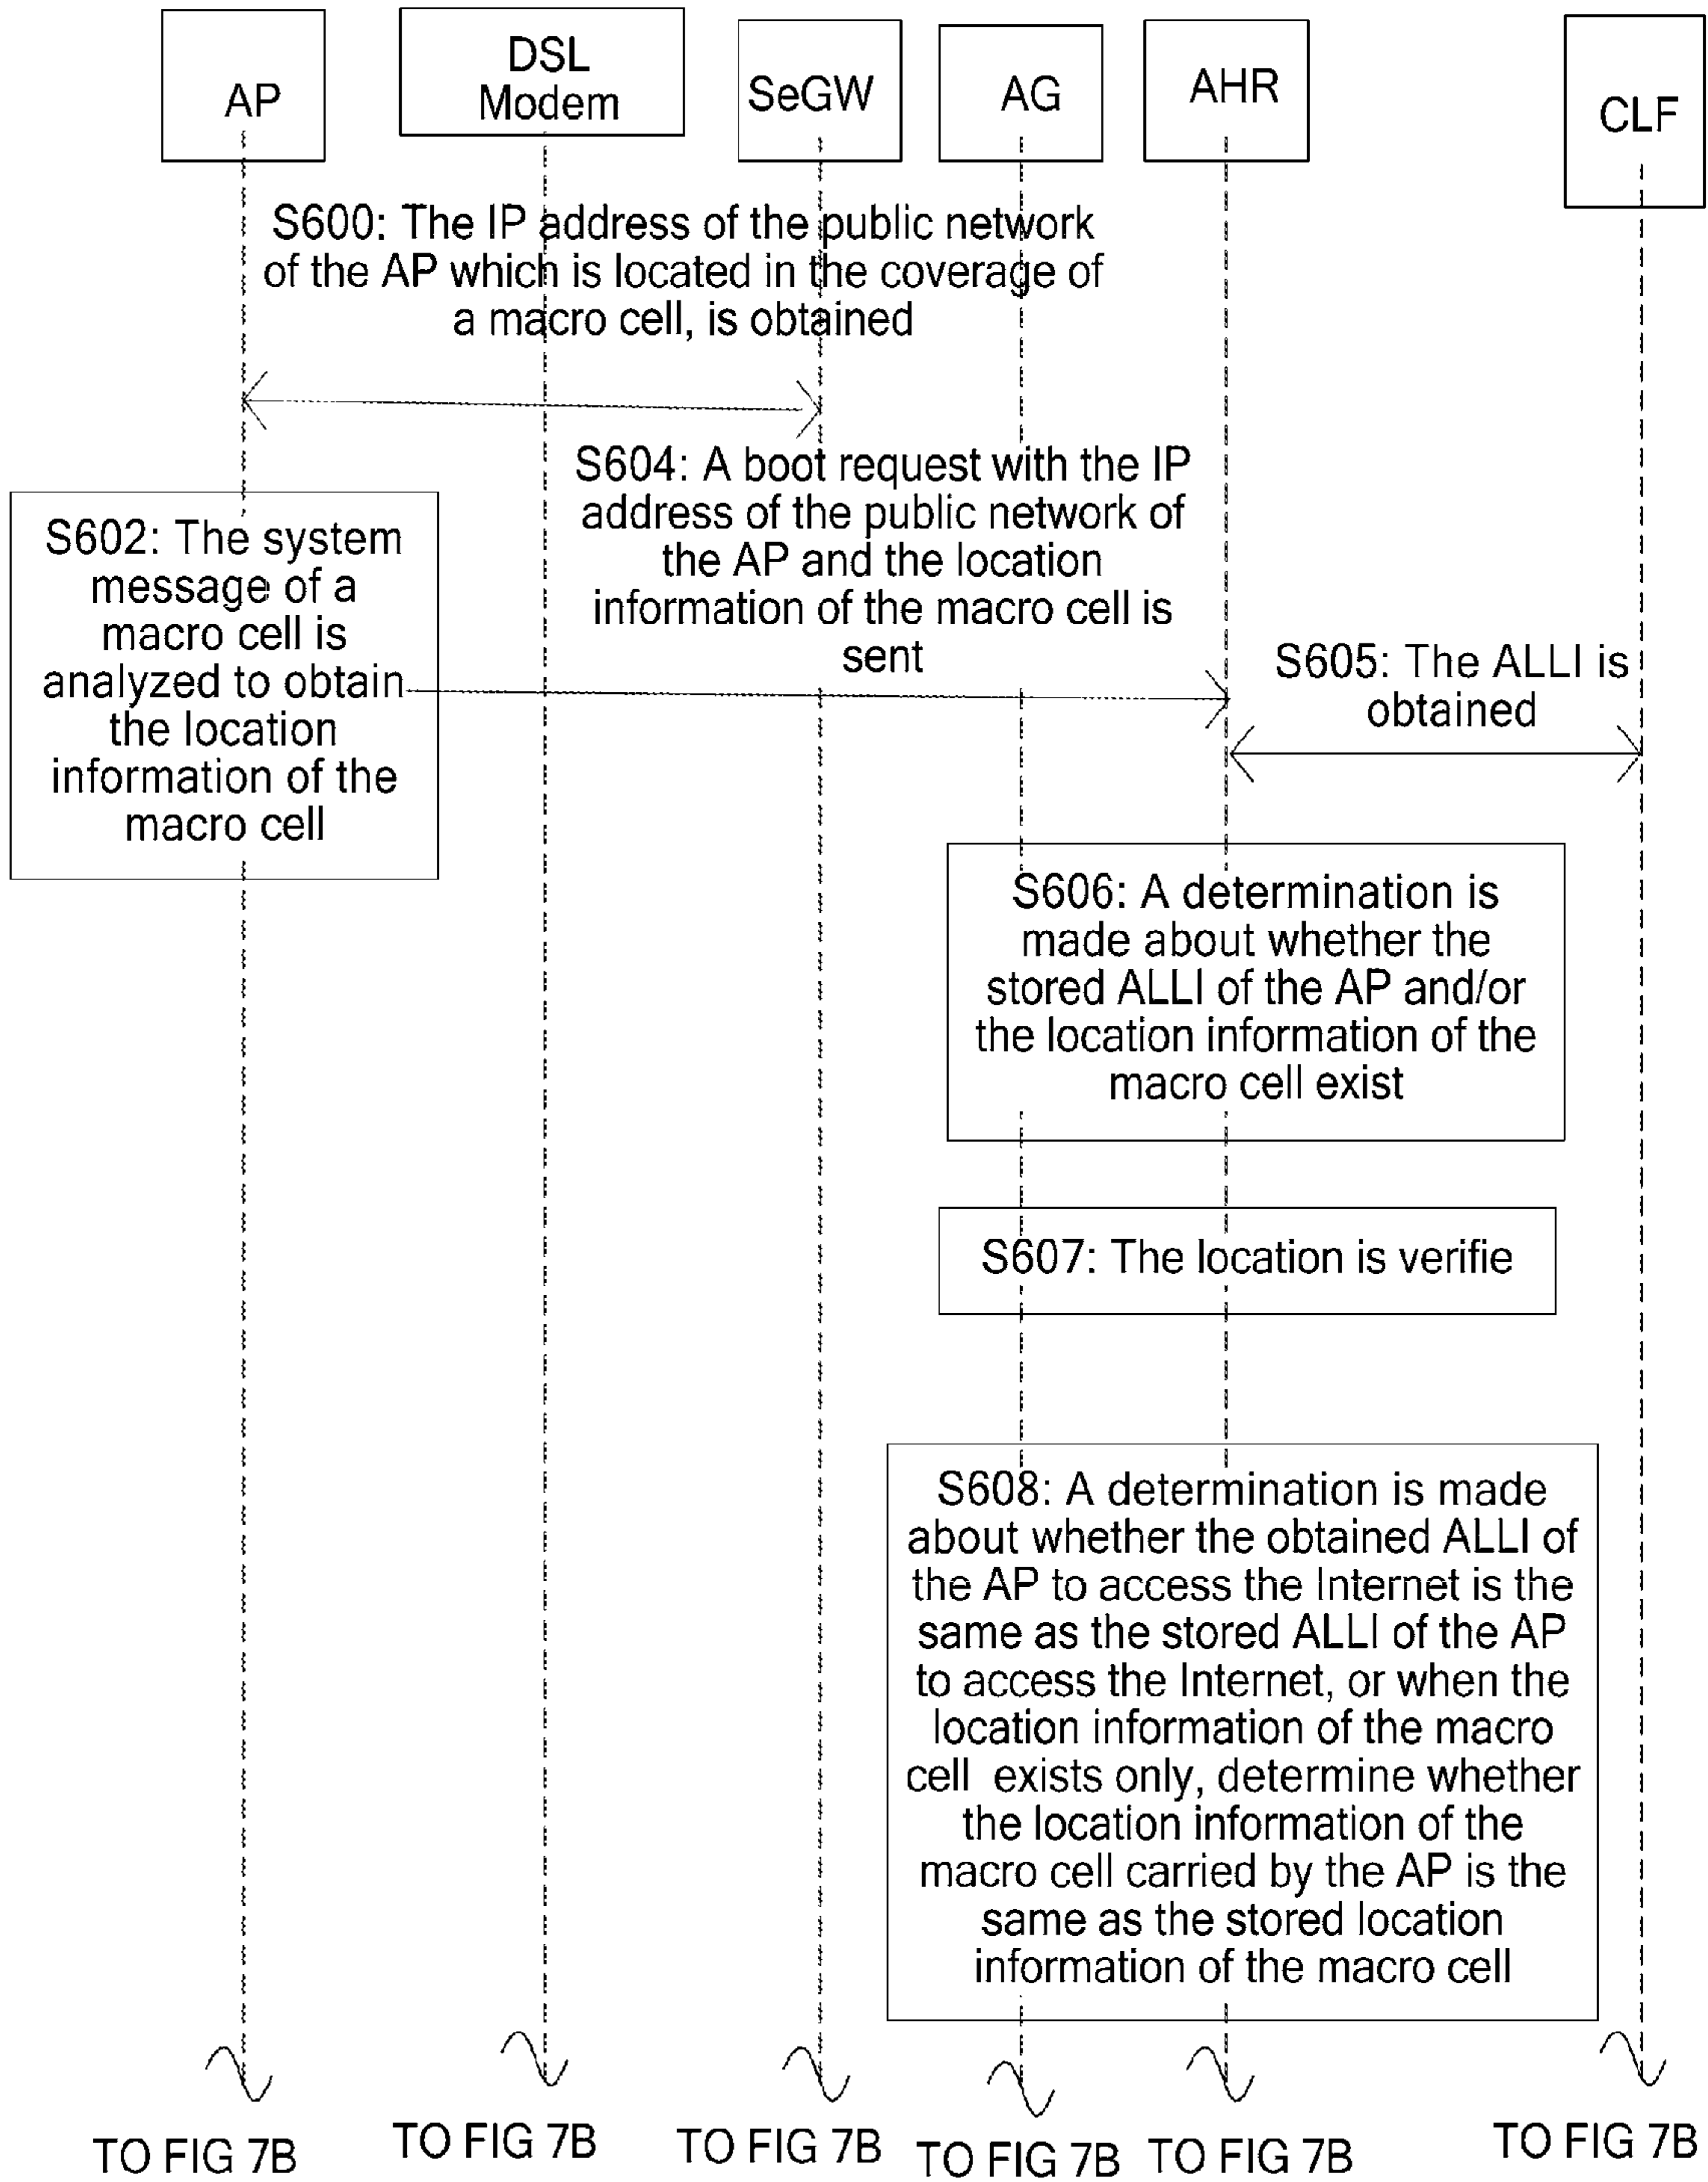 AP
DSL
Modem
SeGW
AG
AHR
CLF
S600: The IP address of the public network
of the AP which is located in the coverage of
a macro cell, is obtained
S604: A boot request with the IP
address of the public network of
the AP and the location
information of the macro cell is
sent
S602: The system
message of a
macro cell is
analyzed to obtain
the location
information of the
macro cell
S605: The ALLI is
obtained
S606: A determination is
made about whether the
stored ALLI of the AP and/or
the location information of the
macro cell exist
S607: The location is verifie
S608: A determination is made
about whether the obtained ALLI of
the AP to access the Internet is the
same as the stored ALLI of the AP
to access the Internet, or when the
location information of the macro
cell exists only, determine whether
the location information of the
macro cell carried by the AP is the
same as the stored location
information of the macro cell
TO FIG 7B
TO FIG 7B
TO FIG 7B
TO FIG 7B
TO FIG 7B
TO FIG 7B